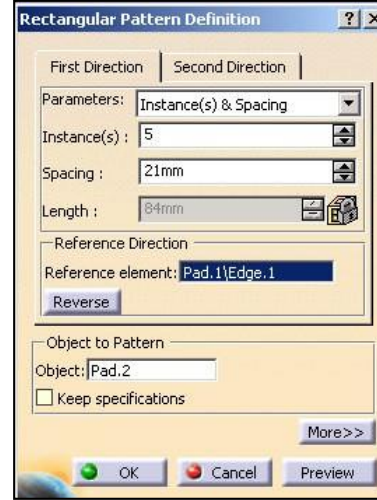 Rectangular Pattern Definition ? X
First Direction Second Direction
Parameters: Instance(s) & Spacing
Instance(s) : 5
Spacing : 21mm
Length : 84mm
Reference Direction
Reference element: Pad.1\Edge.1
Reverse
Object to Pattern
Object: Pad.2
Keep specifications
More>>
OK Cancel Preview